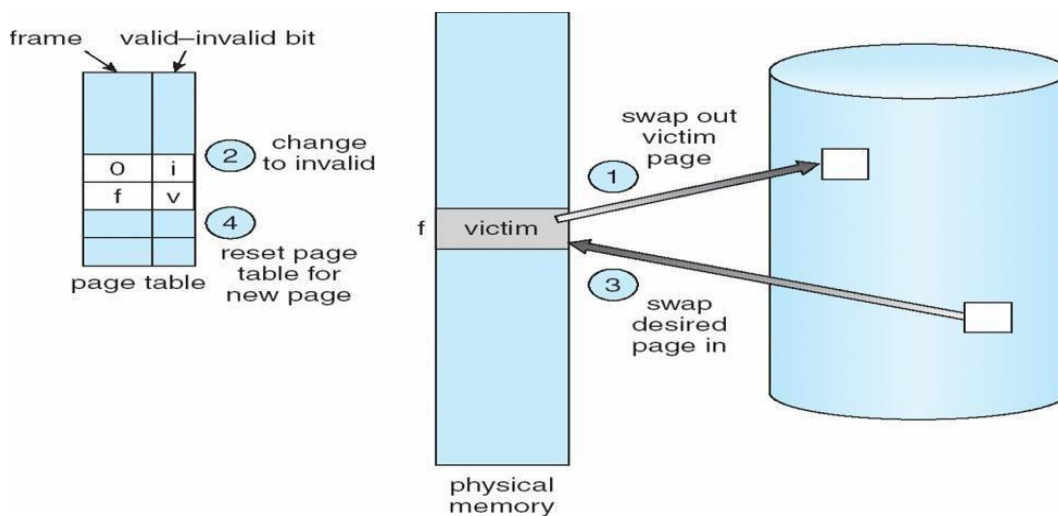 frame
valid–invalid bit
0
i
f
v
2
change
to invalid
4
reset page
table for
new page
page table
f
victim
physical
memory
swap out
victim
page
1
3
swap
desired
page in